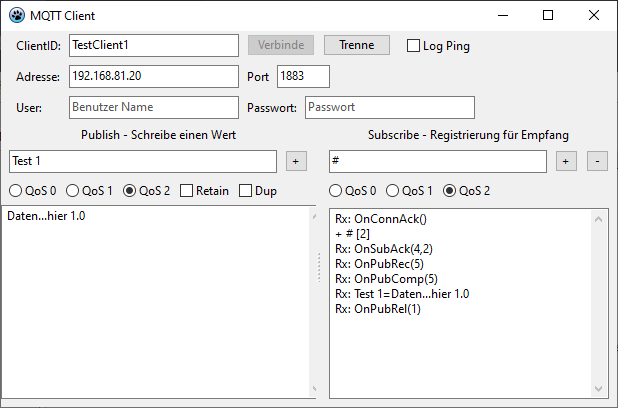 MQTT Client
ClientID: TestClient1 Verbinde Trenne Log Ping
Adresse: 192.168.81.20 Port 1883
User: Benutzer Name Passwort: Passwort
Publish - Schreibe einen Wert Subscribe - Registrierung für Empfang
Test 1 + # + -
QoS 0 QoS 1 QoS 2 Retain Dup QoS 0 QoS 1 QoS 2
Daten...hier 1.0
Rx: OnConnAck()
+ # [2]
Rx: OnSubAck(4,2)
Rx: OnPubRec(5)
Rx: OnPubComp(5)
Rx: Test 1=Daten...hier 1.0
Rx: OnPubRel(1)